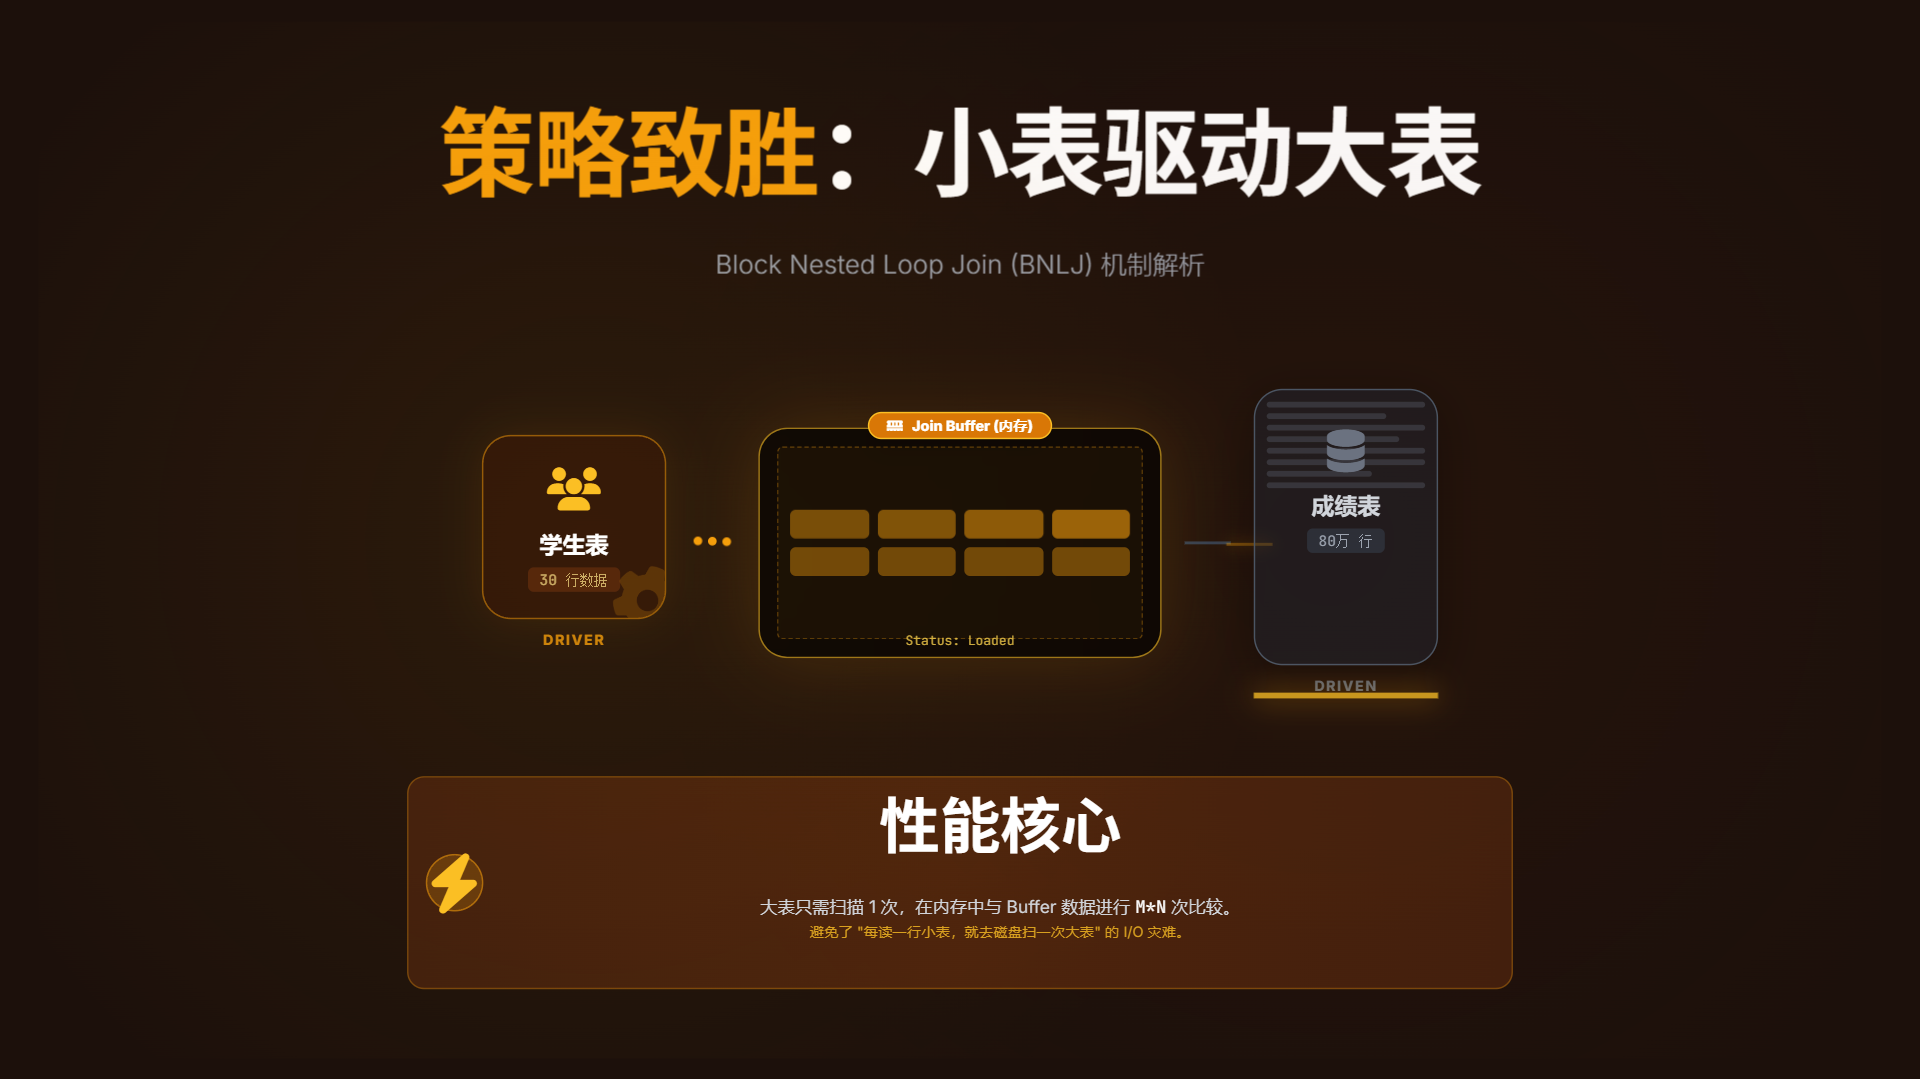 策略致胜：小表驱动大表
Block Nested Loop Join (BNLJ) 机制解析
Join Buffer (内存)
学生表
30 行数据
DRIVER
Status: Loaded
成绩表
80万 行
DRIVEN
性能核心
大表只需扫描 1 次，在内存中与 Buffer 数据进行 M*N 次比较。
避免了 "每读一行小表，就去磁盘扫一次大表" 的 I/O 灾难。